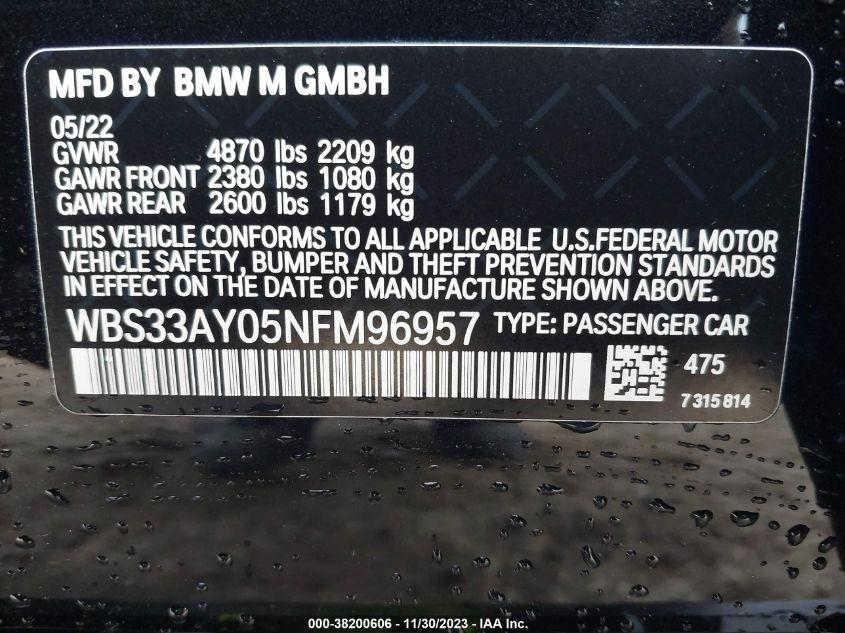 MFD BY BMW M GMBH
05/22
GVWR 4870 lbs 2209 kg
GAWR FRONT 2380 lbs 1080 kg
GAWR REAR 2600 lbs 1179 kg
THIS VEHICLE CONFORMS TO ALL APPLICABLE U.S.FEDERAL MOTOR
VEHICLE SAFETY, BUMPER AND THEFT PREVENTION STANDARDS
IN EFFECT ON THE DATE OF MANUFACTURE SHOWN ABOVE.
WBS33AY05NFM96957 TYPE: PASSENGER CAR
475
7 315 814
000-38200606 - 11/30/2023 - IAA Inc.